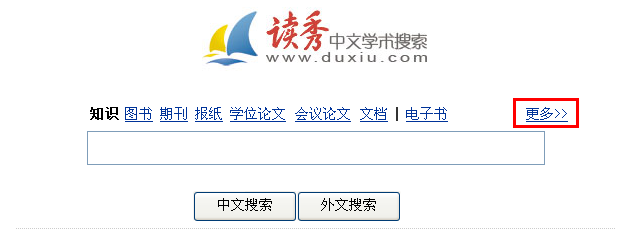 读秀中文学术搜索
www.duxiu.com
知识 图书 期刊 报纸 学位论文 会议论文 文档 | 电子书 更多>>
中文搜索 外文搜索